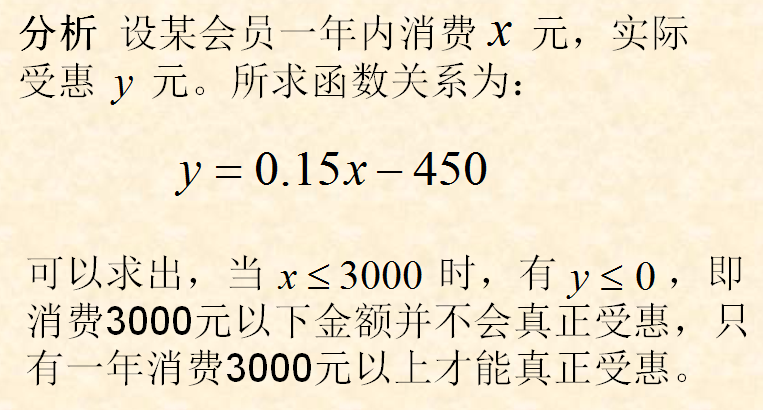 分析 设某会员一年内消费 x 元，实际
受惠 y 元。所求函数关系为：
y = 0.15x − 450
可以求出，当 x ≤ 3000 时，有 y ≤ 0 ，即
消费3000元以下金额并不会真正受惠，只
有一年消费3000元以上才能真正受惠。